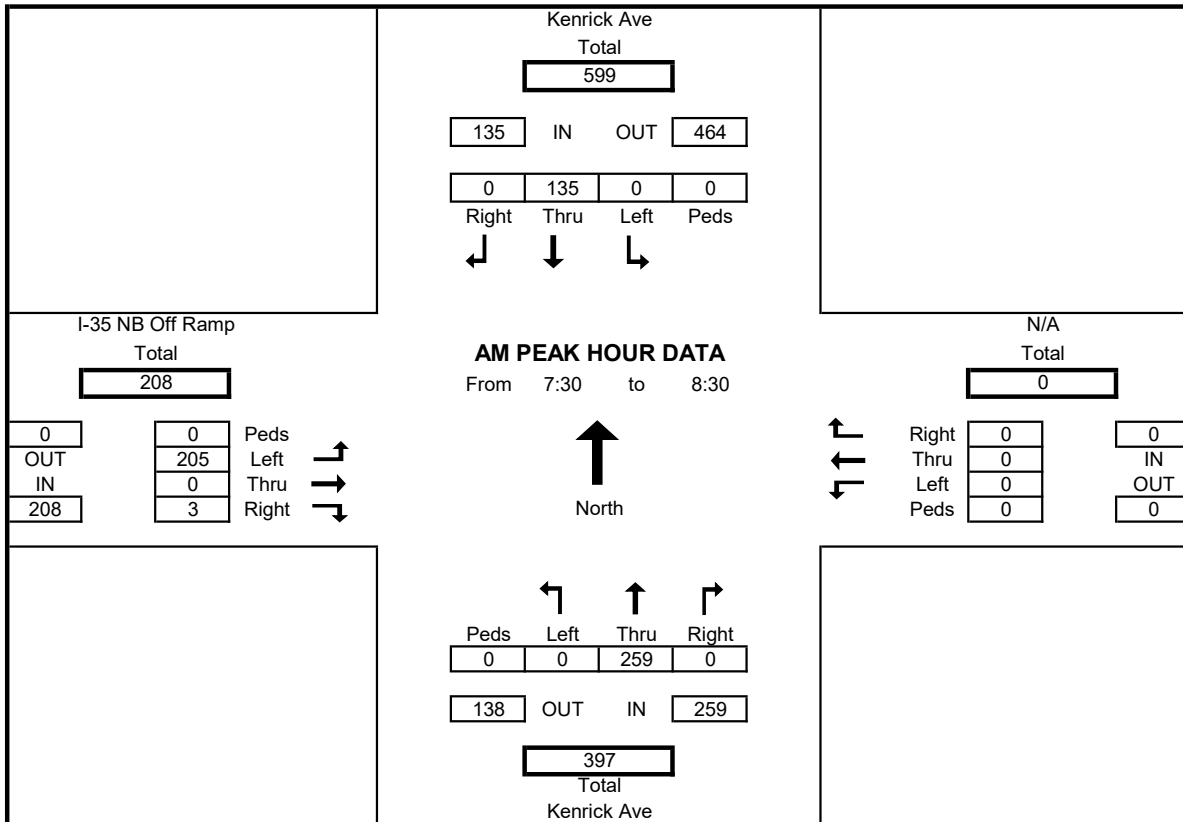 Kenrick Ave
Total
599
135 IN OUT 464
0 135 0 0
Right Thru Left Peds
I-35 NB Off Ramp
Total
208
0 0 Peds
OUT 205 Left
IN 0 Thru
208 3 Right
AM PEAK HOUR DATA
From 7:30 to 8:30
North
N/A
Total
0
Right 0 0
Thru 0 IN
Left 0 OUT
Peds 0 0
Peds Left Thru Right
0 0 259 0
138 OUT IN 259
397
Total
Kenrick Ave